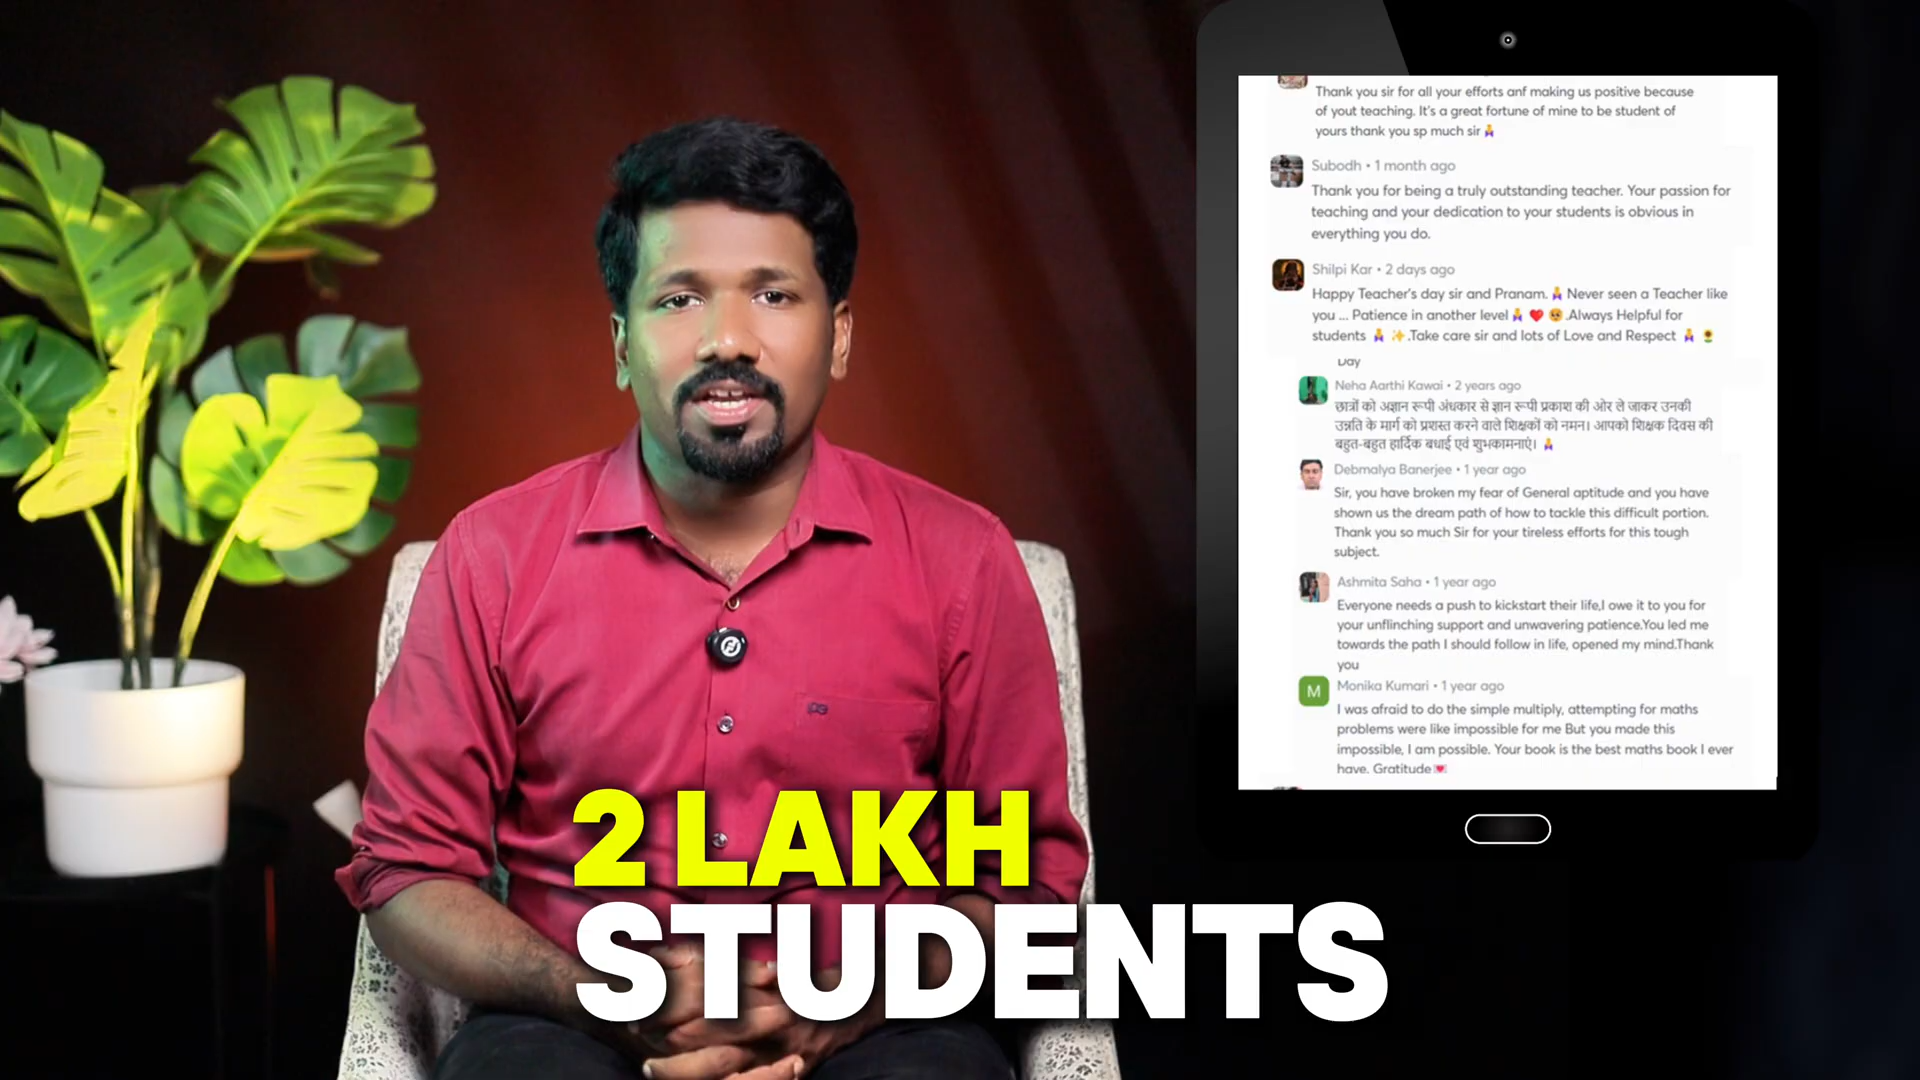 Thank you sir for all your efforts anf making us positive because
of yout teaching. It's a great fortune of mine to be student of
yours thank you sp much sir
Subodh • 1 month ago
Thank you for being a truly outstanding teacher. Your passion for
teaching and your dedication to your students is obvious in
everything you do.
Shilpi Kar • 2 days ago
Happy Teacher's day sir and Pranam. Never seen a Teacher like
you ... Patience in another level .Always Helpful for
students .Take care sir and lots of Love and Respect
Day
Neha Aarthi Kawai • 2 years ago
छात्रों को अज्ञान रूपी अंधकार से ज्ञान रूपी प्रकाश की ओर ले जाकर उनकी
उन्नति के मार्ग को प्रशस्त करने वाले शिक्षकों को नमन। आपको शिक्षक दिवस की
बहुत-बहुत हार्दिक बधाई एवं शुभकामनाएं।
Debmalya Banerjee • 1 year ago
Sir, you have broken my fear of General aptitude and you have
shown us the dream path of how to tackle this difficult portion.
Thank you so much Sir for your tireless efforts for this tough
subject.
Ashmita Saha • 1 year ago
Everyone needs a push to kickstart their life,I owe it to you for
your unflinching support and unwavering patience.You led me
towards the path I should follow in life, opened my mind.Thank
you
M
Monika Kumari • 1 year ago
I was afraid to do the simple multiply, attempting for maths
problems were like impossible for me But you made this
impossible, I am possible. Your book is the best maths book I ever
have. Gratitude
2 LAKH
STUDENTS